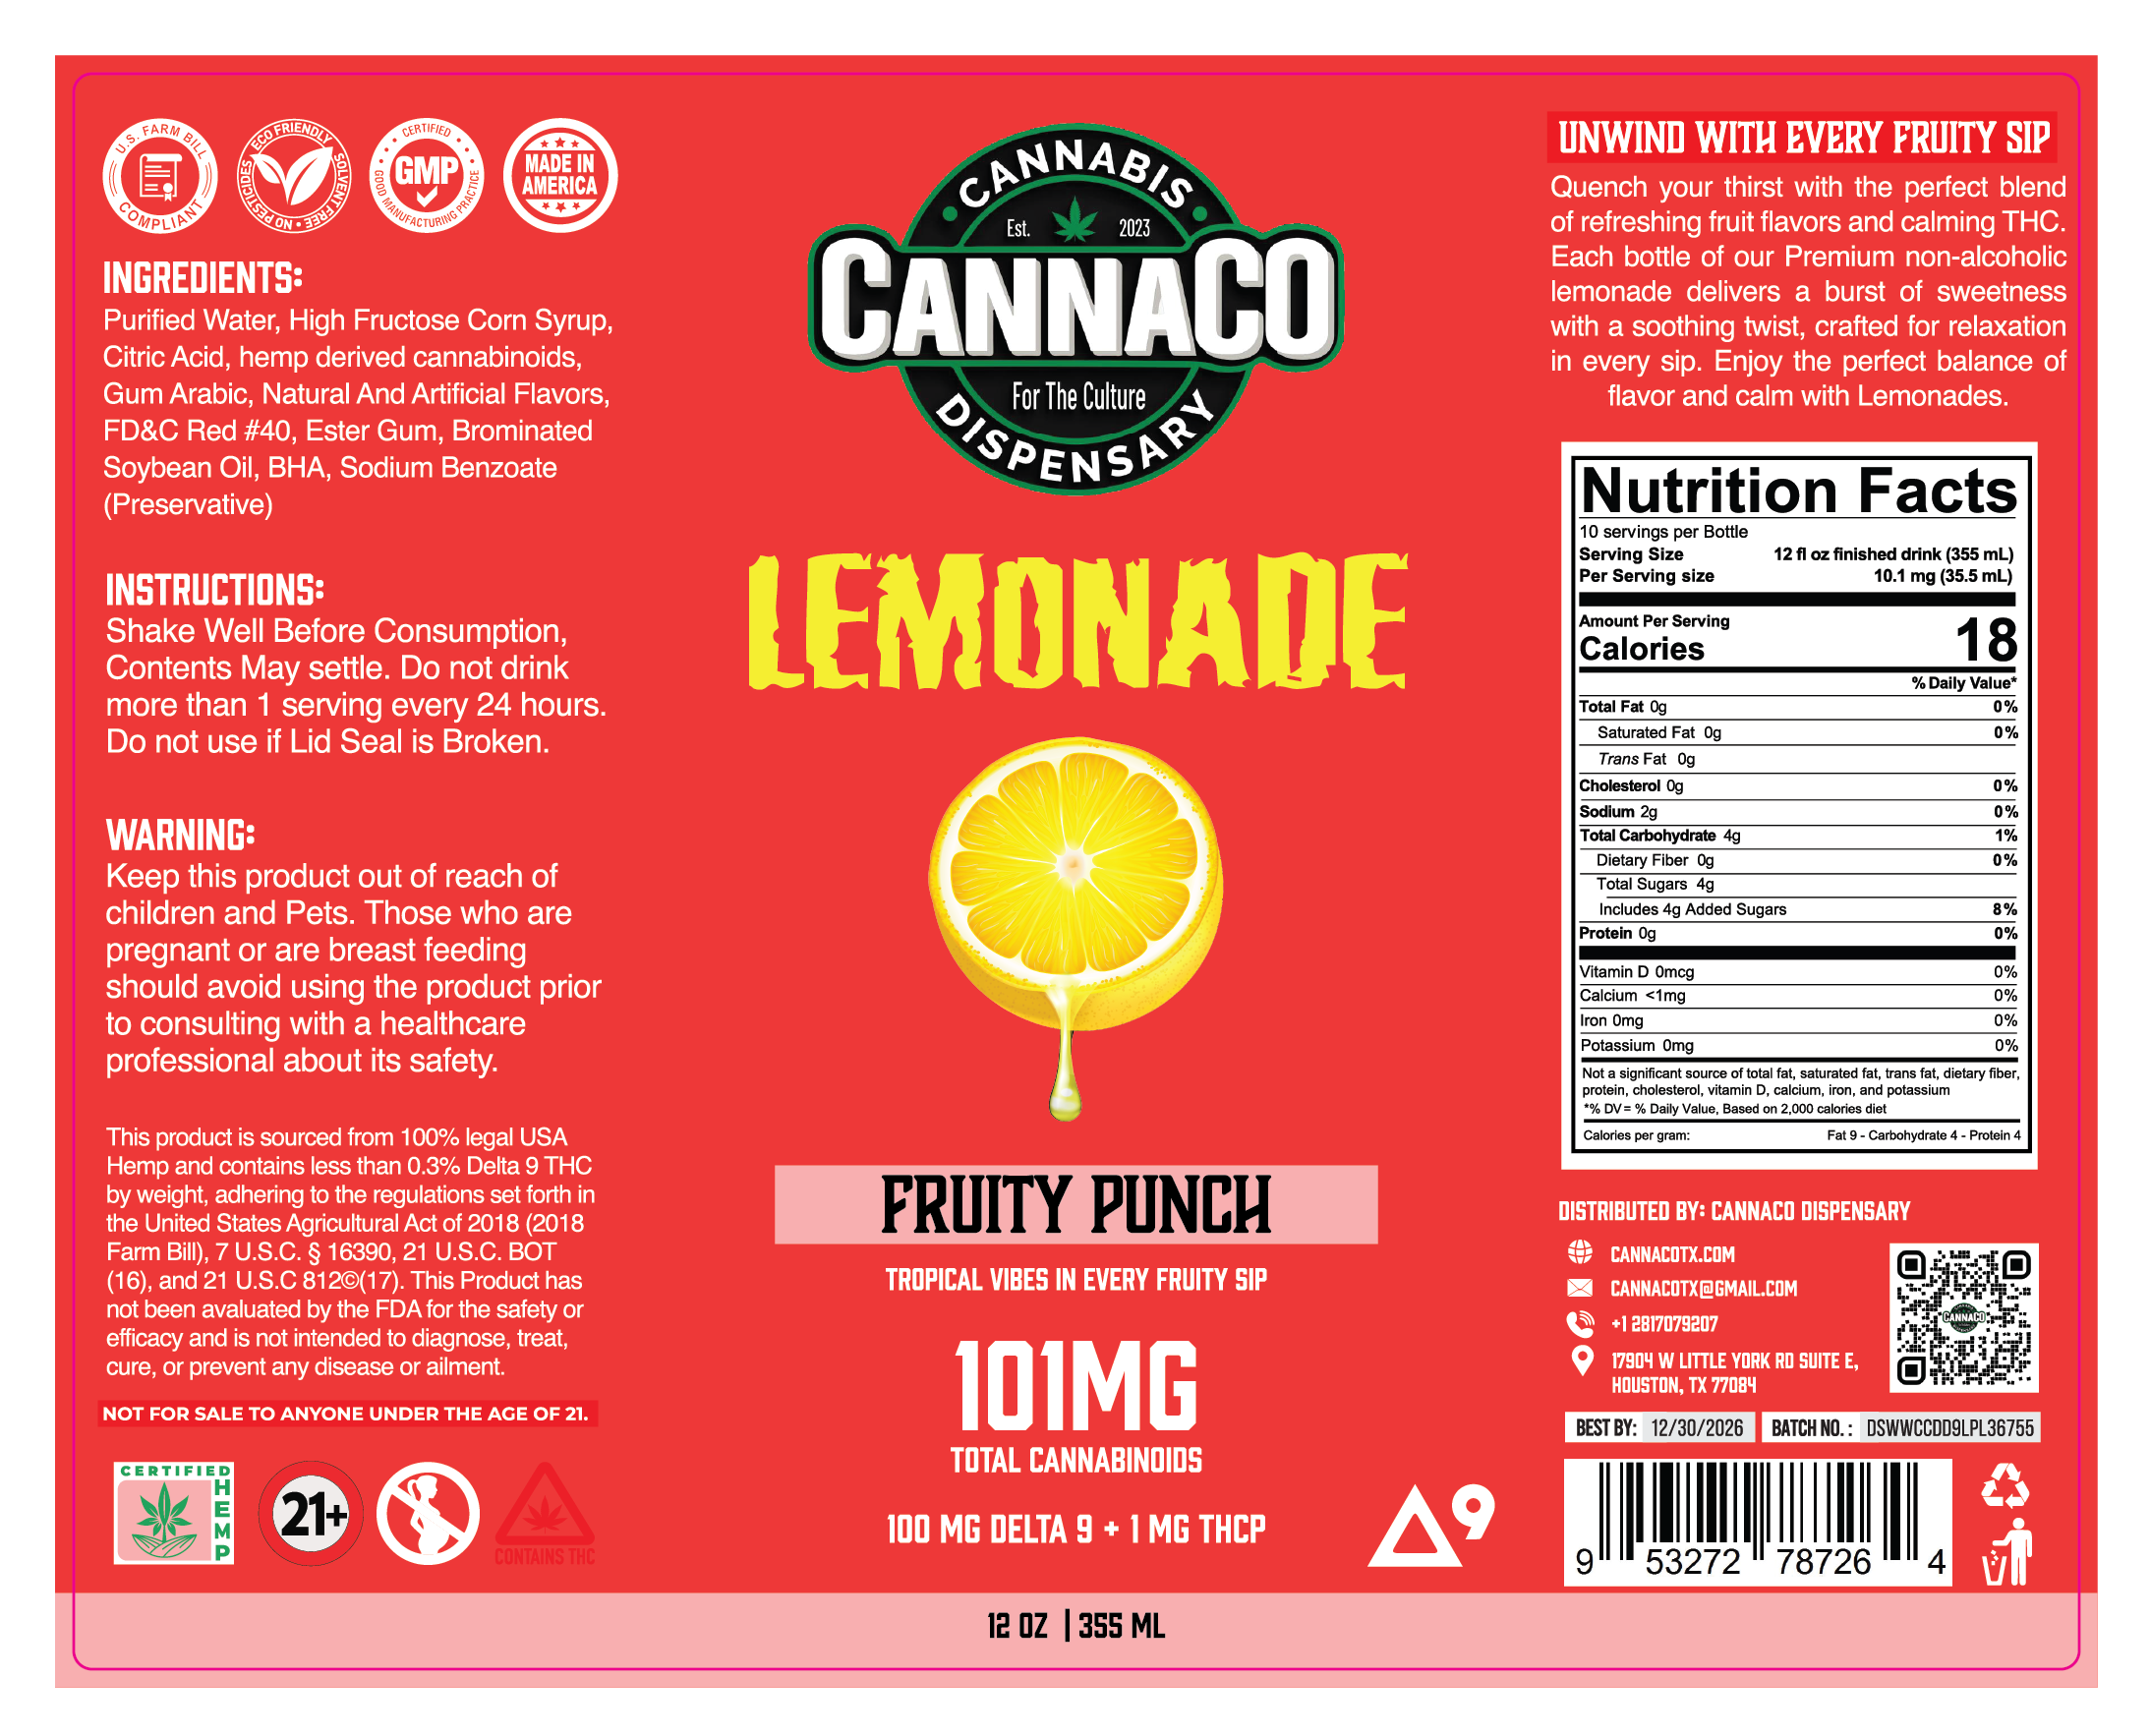 U.S. FARM BILL
COMPLIANT
ECO FRIENDLY
SOLVENT FREE • NO PESTICIDES
CERTIFIED
GMP
GOOD MANUFACTURING PRACTICE
MADE IN
AMERICA
INGREDIENTS:
Purified Water, High Fructose Corn Syrup,
Citric Acid, hemp derived cannabinoids,
Gum Arabic, Natural And Artificial Flavors,
FD&C Red #40, Ester Gum, Brominated
Soybean Oil, BHA, Sodium Benzoate
(Preservative)
INSTRUCTIONS:
Shake Well Before Consumption,
Contents May settle. Do not drink
more than 1 serving every 24 hours.
Do not use if Lid Seal is Broken.
WARNING:
Keep this product out of reach of
children and Pets. Those who are
pregnant or are breast feeding
should avoid using the product prior
to consulting with a healthcare
professional about its safety.
This product is sourced from 100% legal USA
Hemp and contains less than 0.3% Delta 9 THC
by weight, adhering to the regulations set forth in
the United States Agricultural Act of 2018 (2018
Farm Bill), 7 U.S.C. § 16390, 21 U.S.C. BOT
(16), and 21 U.S.C 812©(17). This Product has
not been avaluated by the FDA for the safety or
efficacy and is not intended to diagnose, treat,
cure, or prevent any disease or ailment.
NOT FOR SALE TO ANYONE UNDER THE AGE OF 21.
CERTIFIED
HEMP
21+
CONTAINS THC
CANNABIS
Est. 2023
CANNACO
For The Culture
DISPENSARY
LEMONADE
FRUITY PUNCH
TROPICAL VIBES IN EVERY FRUITY SIP
101MG
TOTAL CANNABINOIDS
100 MG DELTA 9 + 1 MG THCP
Δ9
12 OZ | 355 ML
UNWIND WITH EVERY FRUITY SIP
Quench your thirst with the perfect blend
of refreshing fruit flavors and calming THC.
Each bottle of our Premium non-alcoholic
lemonade delivers a burst of sweetness
with a soothing twist, crafted for relaxation
in every sip. Enjoy the perfect balance of
flavor and calm with Lemonades.
Nutrition Facts
10 servings per Bottle
Serving Size 12 fl oz finished drink (355 mL)
Per Serving size 10.1 mg (35.5 mL)
Amount Per Serving
Calories 18
% Daily Value*
Total Fat 0g 0%
Saturated Fat 0g 0%
Trans Fat 0g
Cholesterol 0g 0%
Sodium 2g 0%
Total Carbohydrate 4g 1%
Dietary Fiber 0g 0%
Total Sugars 4g
Includes 4g Added Sugars 8%
Protein 0g 0%
Vitamin D 0mcg 0%
Calcium <1mg 0%
Iron 0mg 0%
Potassium 0mg 0%
Not a significant source of total fat, saturated fat, trans fat, dietary fiber,
protein, cholesterol, vitamin D, calcium, iron, and potassium
*% DV = % Daily Value, Based on 2,000 calories diet
Calories per gram: Fat 9 - Carbohydrate 4 - Protein 4
DISTRIBUTED BY: CANNACO DISPENSARY
CANNACOTX.COM
CANNACOTX@GMAIL.COM
+1 2817079207
17904 W LITTLE YORK RD SUITE E,
HOUSTON, TX 77084
CANNACO
BEST BY: 12/30/2026 BATCH NO. : DSWWCCDD9LPL36755
9 53272 78726 4